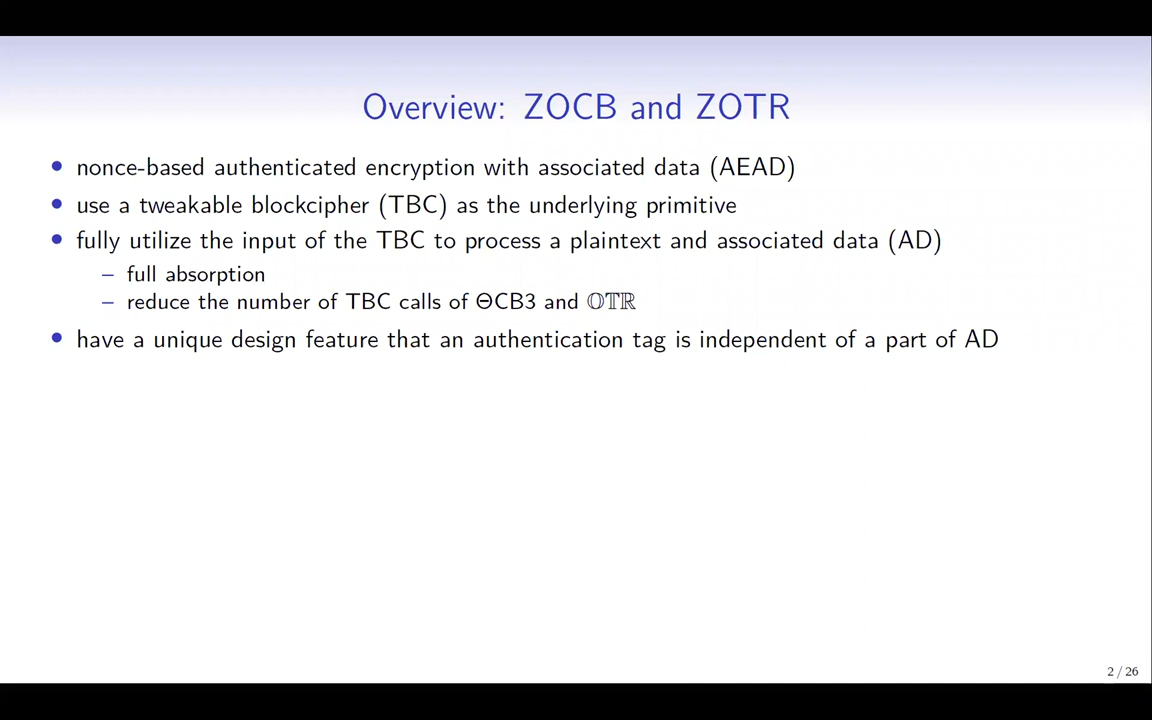 Overview: ZOCB and ZOTR
• nonce-based authenticated encryption with associated data (AEAD)
• use a tweakable blockcipher (TBC) as the underlying primitive
• fully utilize the input of the TBC to process a plaintext and associated data (AD)
– full absorption
– reduce the number of TBC calls of ΘCB3 and 𝕆𝕋ℝ
• have a unique design feature that an authentication tag is independent of a part of AD
2 / 26